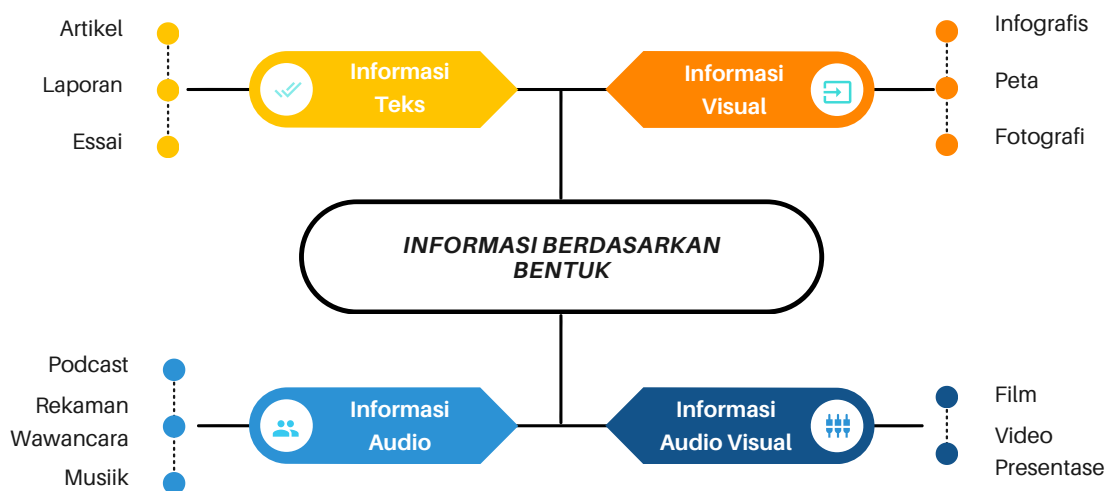 Artikel
Laporan
Essai
Informasi
Teks
Informasi
Visual
Infografis
Peta
Fotografi
INFORMASI BERDASARKAN
BENTUK
Podcast
Rekaman
Wawancara
Musiik
Informasi
Audio
Informasi
Audio Visual
Film
Video
Presentase